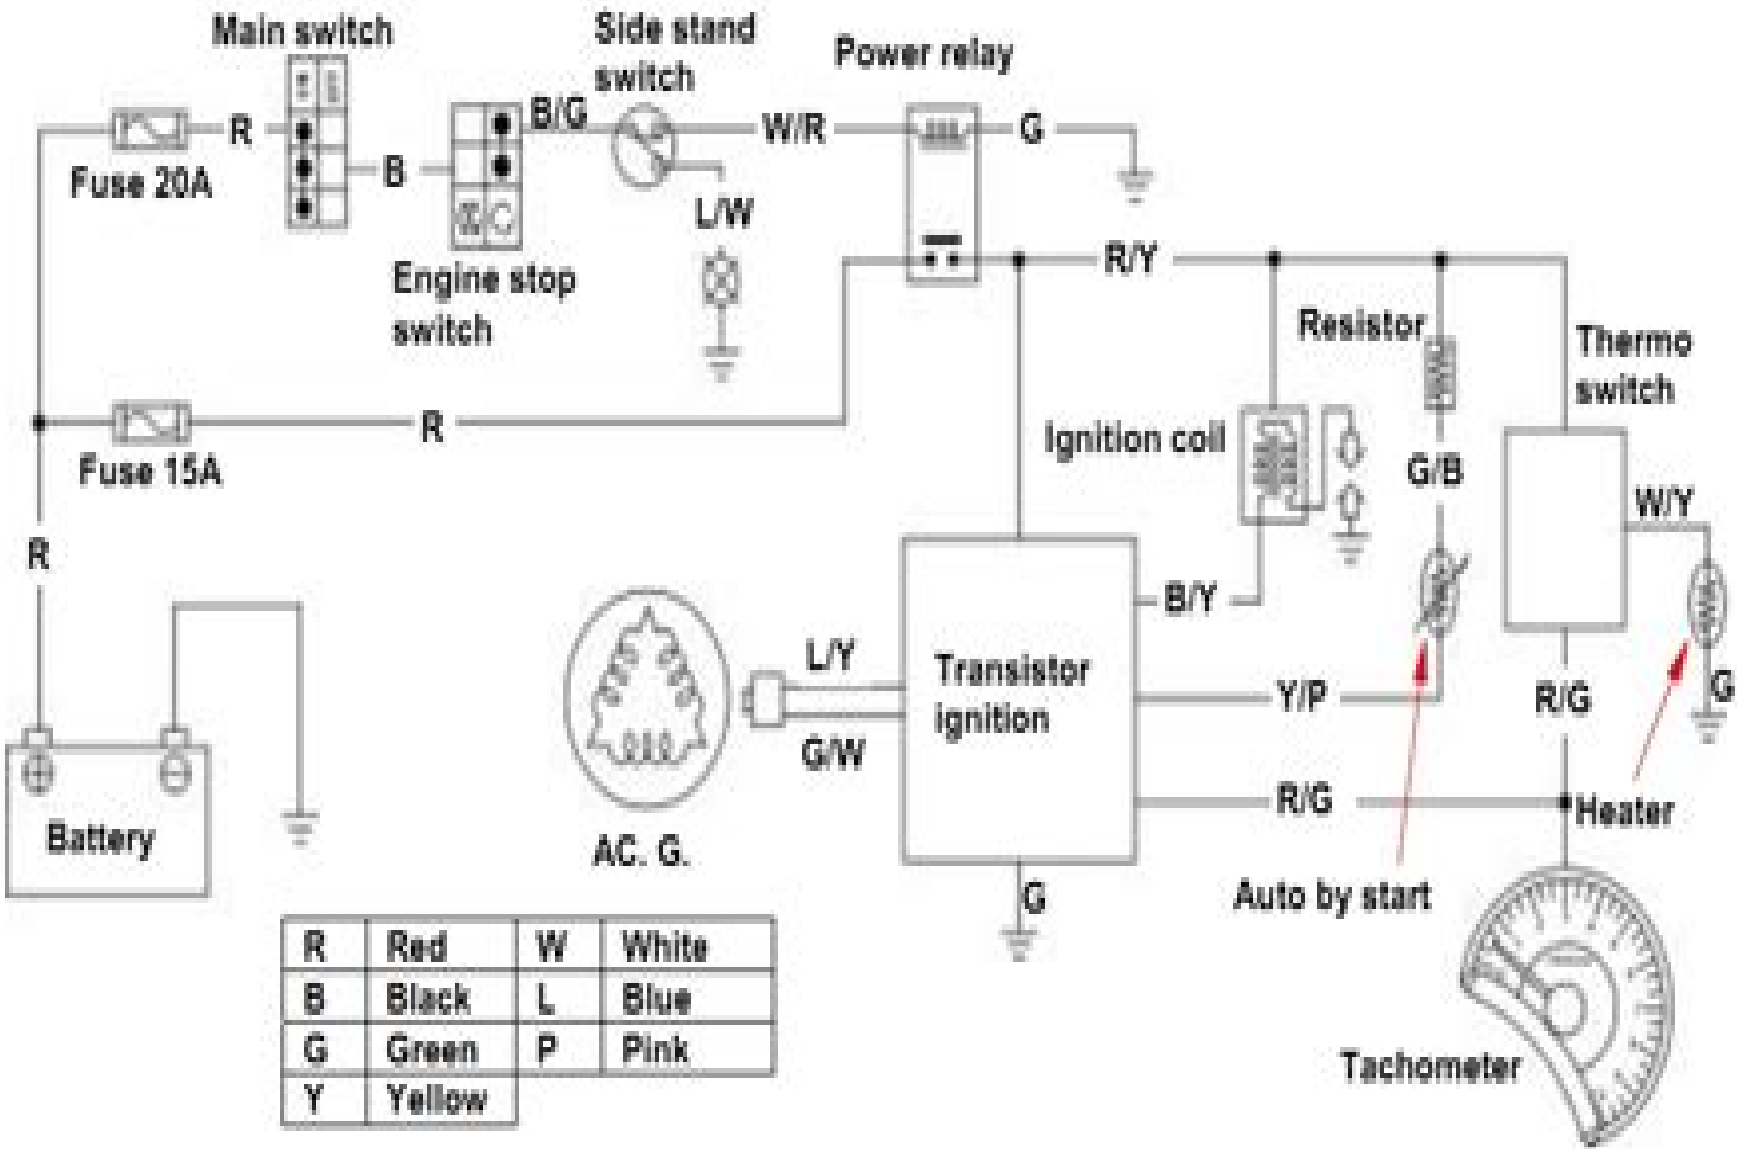 Main switch
Side stand
switch
Power relay
Fuse 20A
R
B
B/G
W/R
G
L/W
Engine stop
switch
R/Y
Resistor
Thermo
switch
Fuse 15A
R
Ignition coil
G/B
W/Y
R
B/Y
L/Y
G/W
Transistor
ignition
Y/P
R/G
G
R/G
Heater
Battery
AC. G.
G
Auto by start
Tachometer
R Red W White
B Black L Blue
G Green P Pink
Y Yellow